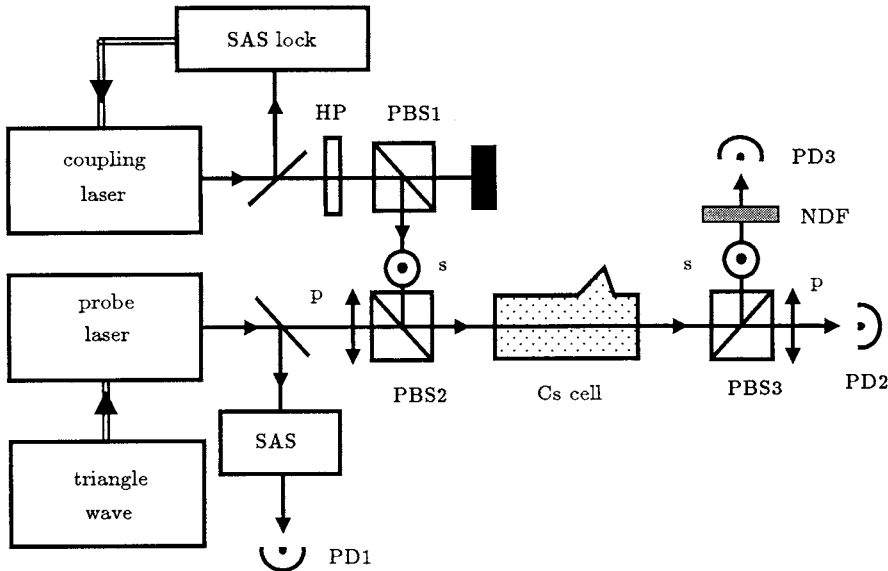 SAS lock
HP
PBS1
coupling
laser
PD3
NDF
s
s
probe
laser
p
p
PBS2
Cs cell
PBS3
PD2
SAS
triangle
wave
PD1